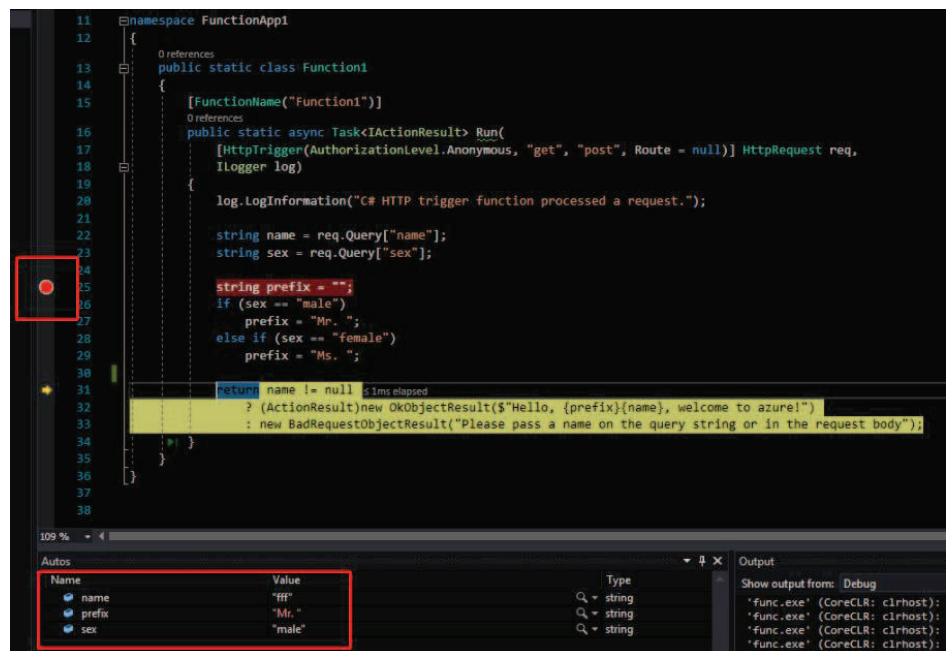 11 namespace FunctionApp1
12 {
0 references
13 public static class Function1
14 {
15 [FunctionName("Function1")]
0 references
16 public static async Task<IActionResult> Run(
17 [HttpTrigger(AuthorizationLevel.Anonymous, "get", "post", Route = null)] HttpRequest req,
18 ILogger log)
19 {
20 log.LogInformation("C# HTTP trigger function processed a request.");
21
22 string name = req.Query["name"];
23 string sex = req.Query["sex"];
24
25 string prefix = "";
26 if (sex == "male")
27 prefix = "Mr. ";
28 else if (sex == "female")
29 prefix = "Ms. ";
30
31 return name != null ≤ 1ms elapsed
32 ? (ActionResult)new OkObjectResult($"Hello, {prefix}{name}, welcome to azure!")
33 : new BadRequestObjectResult("Please pass a name on the query string or in the request body");
34 }
35 }
36 }
37
38
109 %
Autos
Output
Name Value Type
Show output from: Debug
name "fff" string
prefix "Mr. " string
sex "male" string
'func.exe' (CoreCLR: clrhost):
'func.exe' (CoreCLR: clrhost):
'func.exe' (CoreCLR: clrhost):
'func.exe' (CoreCLR: clrhost):